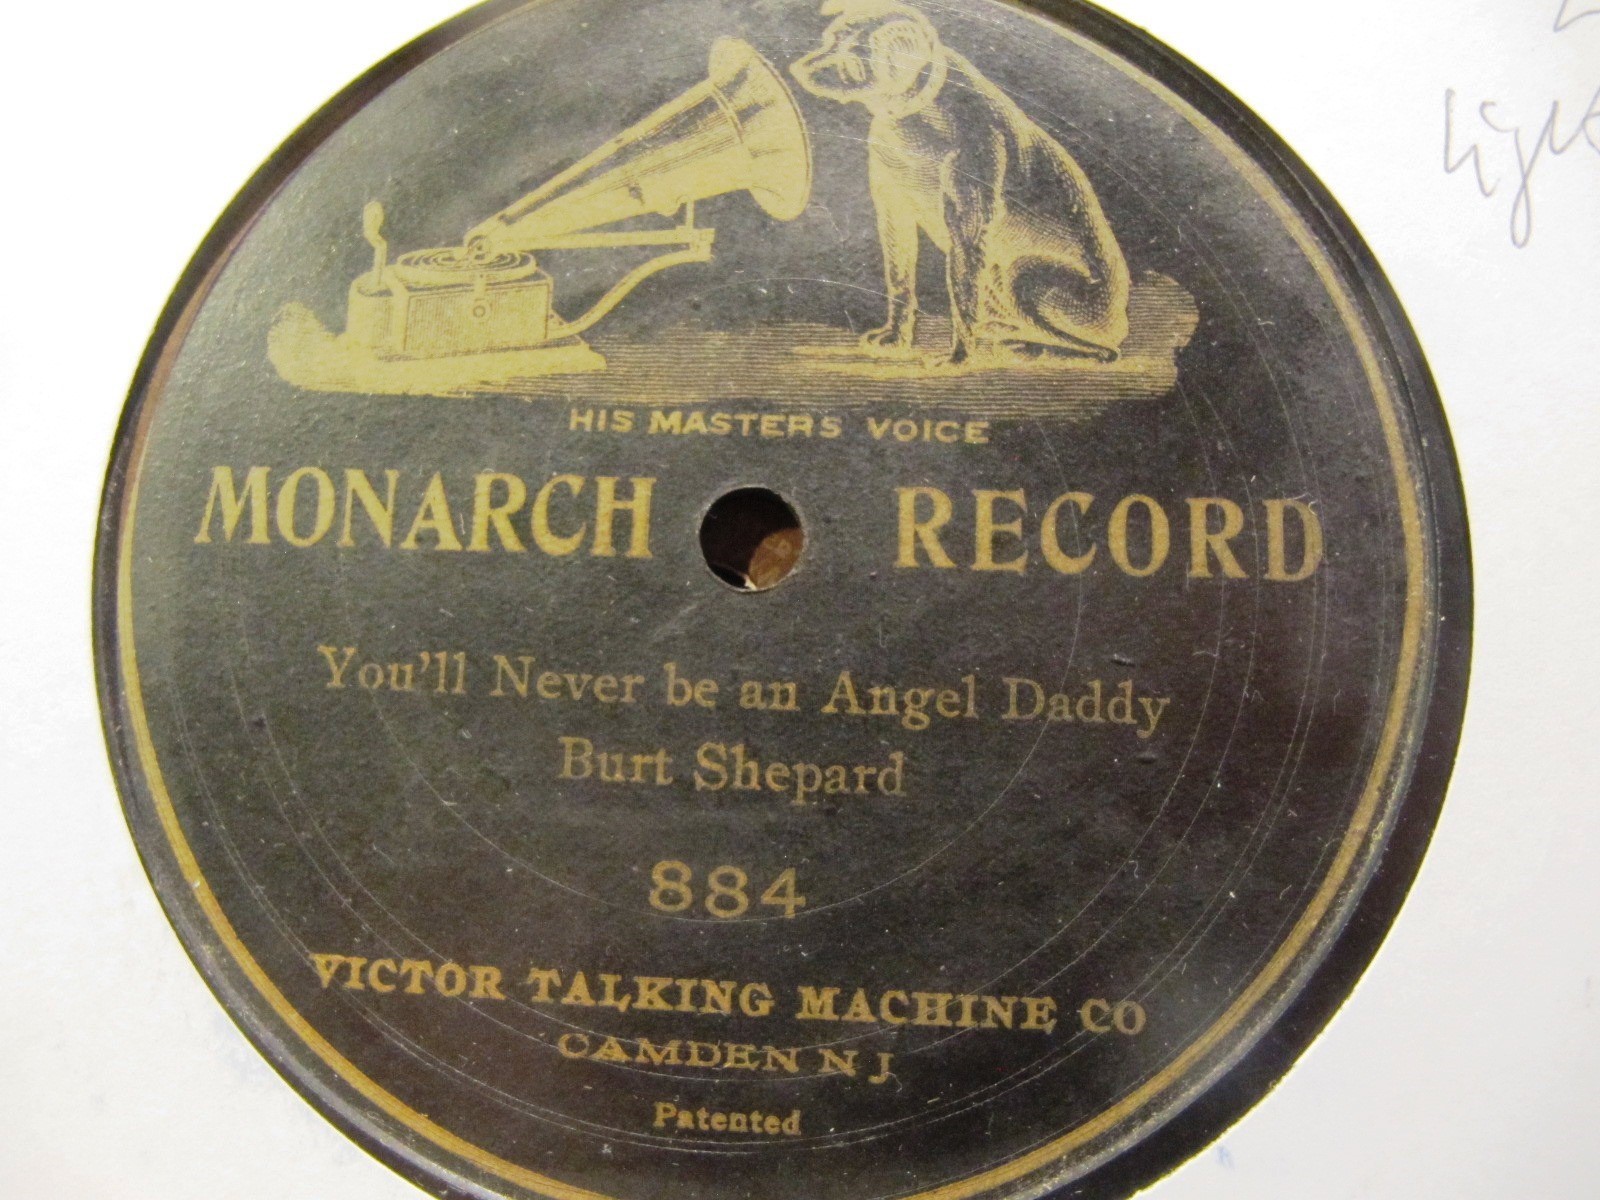 HIS MASTERS VOICE
MONARCH RECORD
You'll Never be an Angel Daddy
Burt Shepard
884
VICTOR TALKING MACHINE CO
CAMDEN N J
Patented